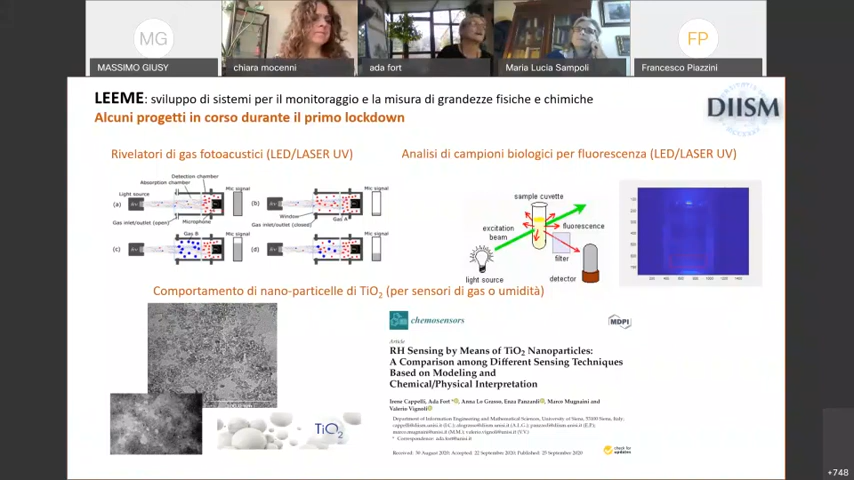 MG
FP
MASSIMO GIUSY
chiara mocenni
ada fort
Maria Lucia Sampoli
Francesco Piazzini
LEEME: sviluppo di sistemi per il monitoraggio e la misura di grandezze fisiche e chimiche
Alcuni progetti in corso durante il primo lockdown
DIISM
Rivelatori di gas fotoacustici (LED/LASER UV)
Analisi di campioni biologici per fluorescenza (LED/LASER UV)
Detection chamber
Absorption chamber
Light source
Mic signal
(a)
(b)
Gas inlet/outlet (open)
Microphone
Window
Gas A
Gas inlet/outlet (closed)
Gas B
(c)
(d)
Mic signal
sample cuvette
excitation
beam
fluorescence
filter
light source
detector
Comportamento di nano-particelle di TiO2 (per sensori di gas o umidità)
chemosensors
MDPI
Article
RH Sensing by Means of TiO2 Nanoparticles:
A Comparison among Different Sensing Techniques
Based on Modeling and
Chemical/Physical Interpretation
Irene Cappelli, Ada Fort *, Anna Lo Grasso, Enza Panzardi, Marco Mugnaini and
Valerio Vignoli
Department of Information Engineering and Mathematical Sciences, University of Siena, 53100 Siena, Italy;
* Correspondence: ada.fort@unisi.it
Received: 30 August 2020; Accepted: 22 September 2020; Published: 25 September 2020
check for
updates
TiO2
+748